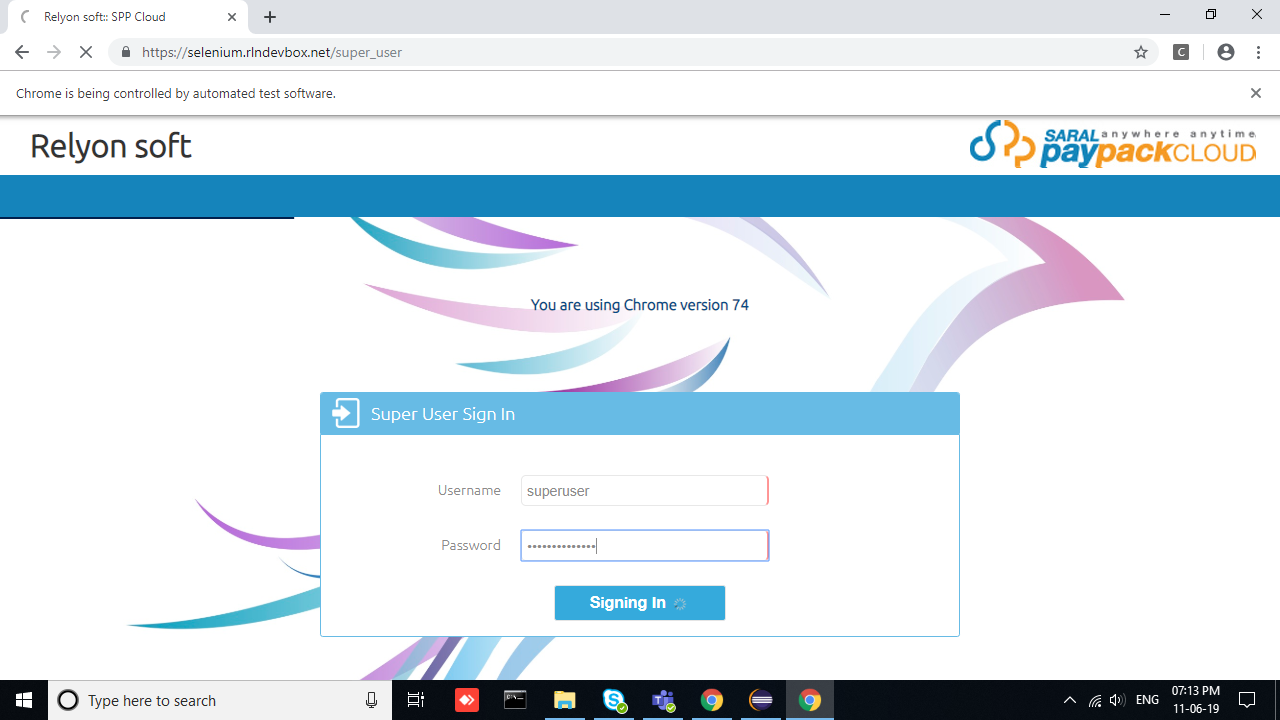 Relyon soft:: SPP Cloud
https://selenium.rlndevbox.net/super_user
C
Chrome is being controlled by automated test software.
Relyon soft
SARAL anywhere anytime
paypackCLOUD
You are using Chrome version 74
Super User Sign In
Username
superuser
Password
••••••••••••••
Signing In
Type here to search
ENG
07:13 PM
11-06-19